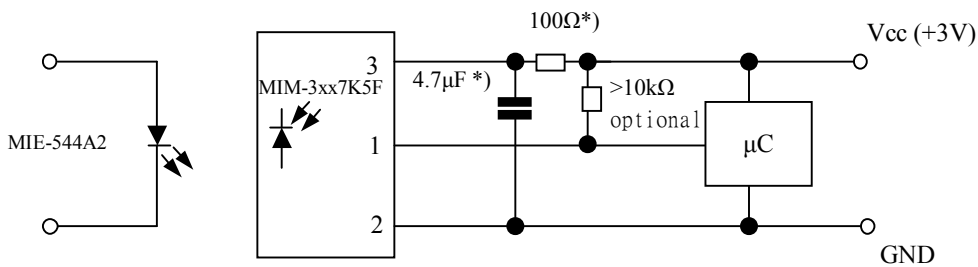 100Ω*)
Vcc (+3V)
3
4.7µF *)
>10kΩ
optional
MIM-3xx7K5F
MIE-544A2
1
µC
2
GND